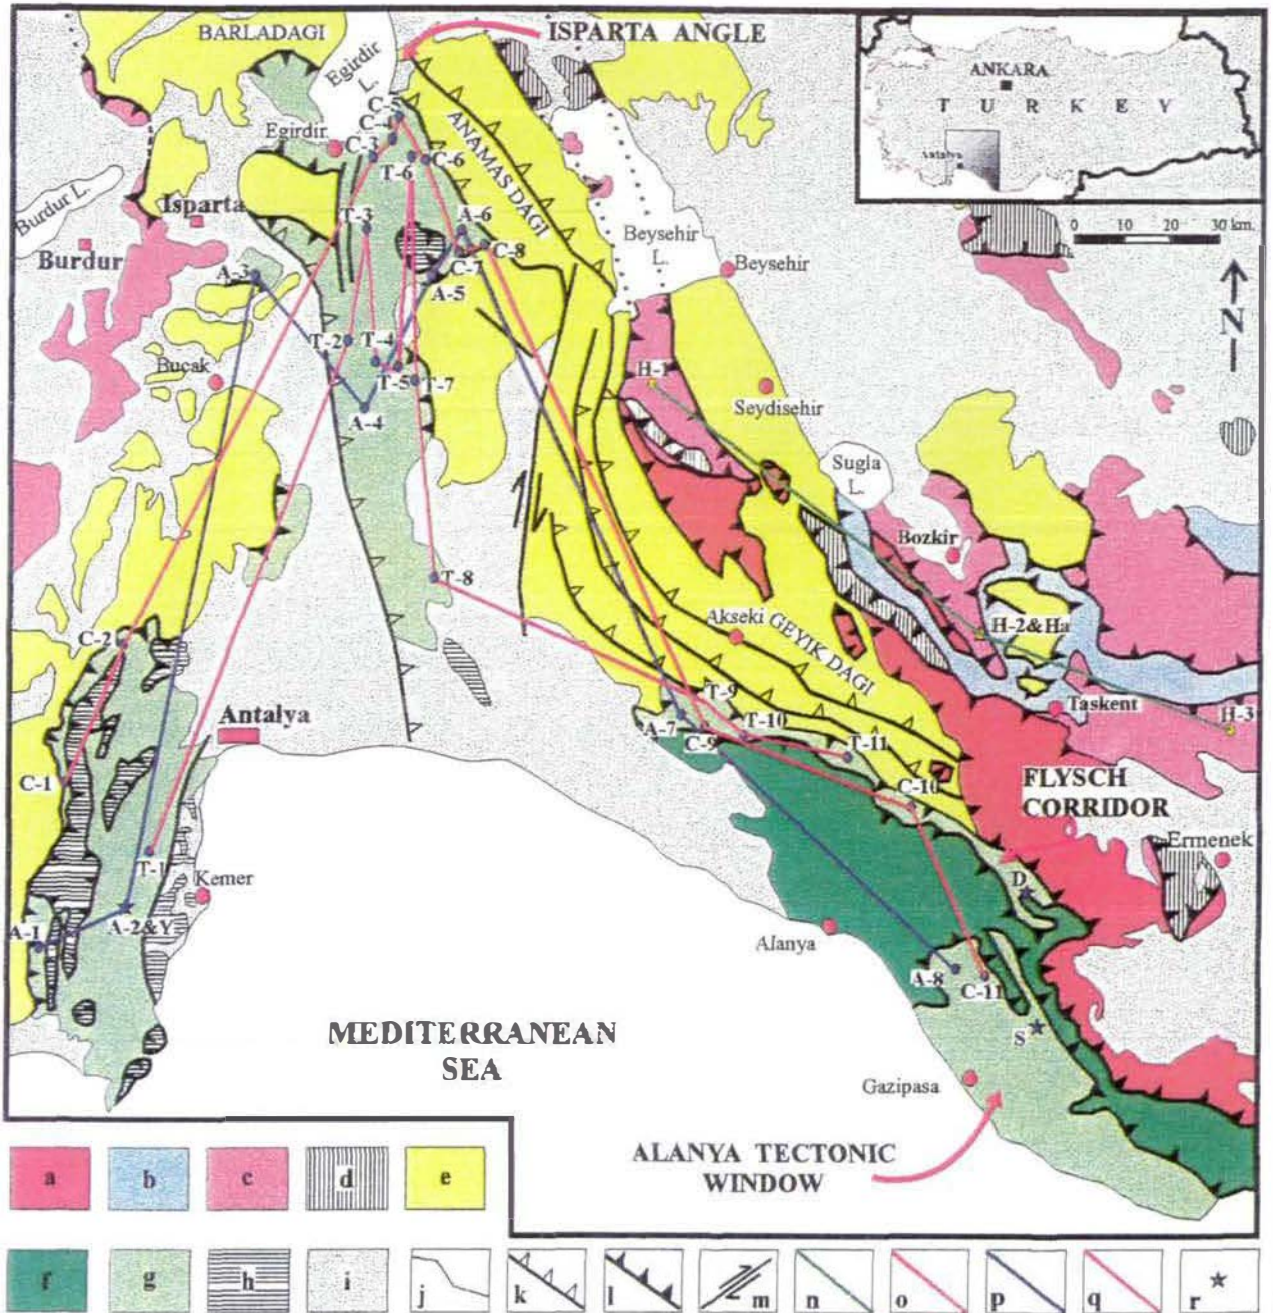 ISPARTA ANGLE
BARLADAGI
Egirdir
L.
ANKARA
T U R K E Y
Antalya
C-5
C-4
Egirdir
C-3
C-6
T-6
ANAMAS DAGI
Burdur L.
Isparta
T-3
A-6
C-8
Beysehir
L.
0 10 20 30 km.
Burdur
A-3
C-7
Beysehir
A-5
N
T-2
T-4
Bucak
T-5
T-7
H-1
Seydisehir
A-4
Sugla
L.
Bozkir
T-8
C-2
Akseki
GEYIK DAGI
H-2&Ha
T-9
Antalya
A-7
T-10
Taskent
H-3
C-9
T-11
C-1
C-10
FLYSCH
CORRIDOR
T-1
Ermenek
Kemer
D
A-1
A-2&Y
Alanya
A-8
C-11
MEDITERRANEAN
SEA
S
Gazipasa
ALANYA TECTONIC
WINDOW
a b c d e
f g h i j k l m n o p q r